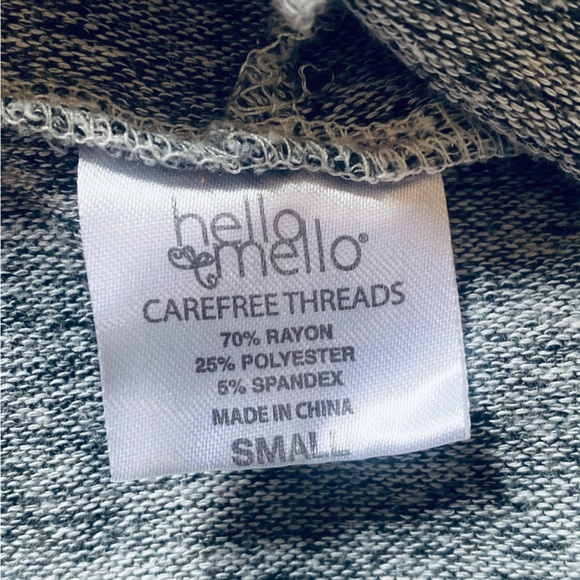 hello
mello®
CAREFREE THREADS
70% RAYON
25% POLYESTER
5% SPANDEX
MADE IN CHINA
SMALL